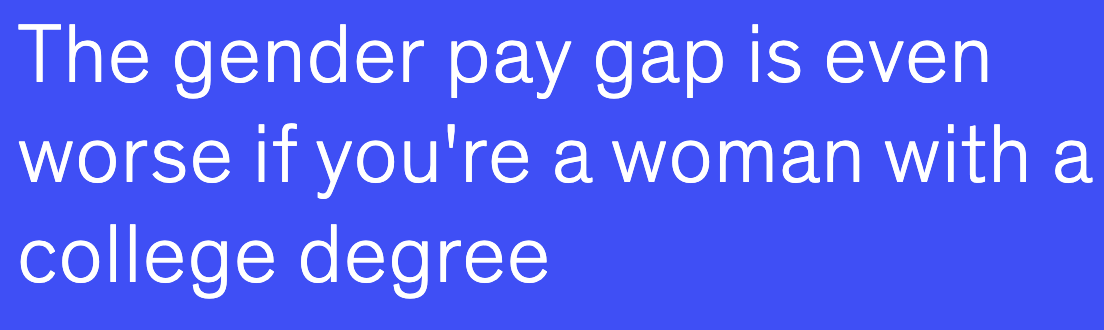 The gender pay gap is even
worse if you're a woman with a
college degree